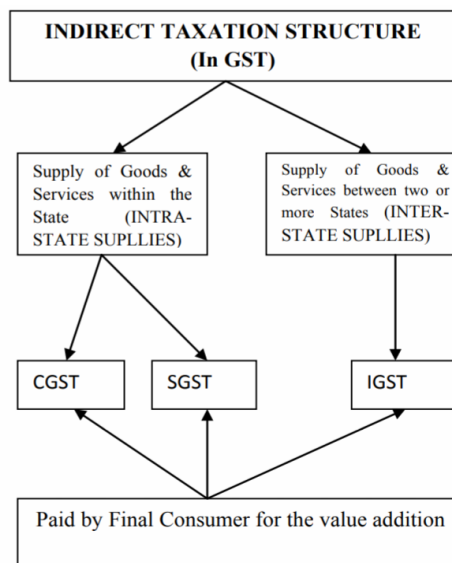 INDIRECT TAXATION STRUCTURE
(In GST)
Supply of Goods &
Services within the
State (INTRA-
STATE SUPLLIES)
Supply of Goods &
Services between two or
more States (INTER-
STATE SUPLLIES)
CGST
SGST
IGST
Paid by Final Consumer for the value addition